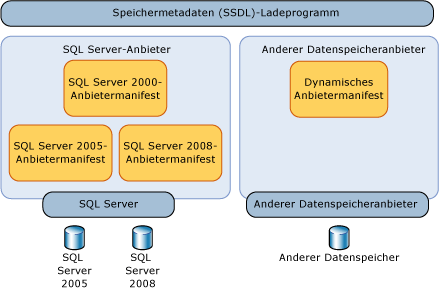 Speichermetadaten (SSDL)-Ladeprogramm
SQL Server-Anbieter
SQL Server 2000-
Anbietermanifest
SQL Server 2005-
Anbietermanifest
SQL Server 2008-
Anbietermanifest
SQL Server
SQL
Server
2005
SQL
Server
2008
Anderer Datenspeicheranbieter
Dynamisches
Anbietermanifest
Anderer Datenspeicheranbieter
Anderer Datenspeicher